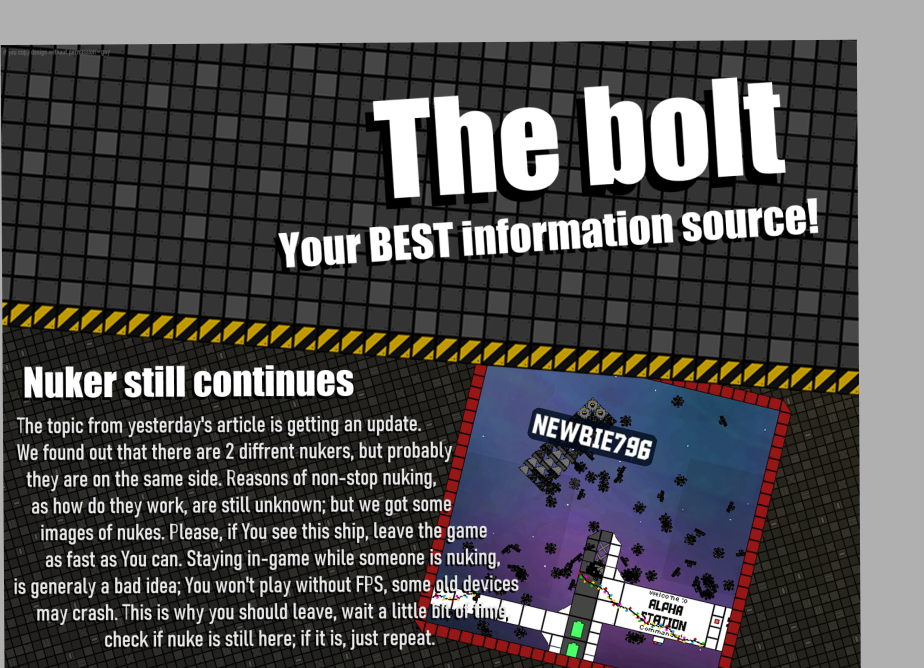 The bolt
Your BEST information source!
Nuker still continues
The topic from yesterday's article is getting an update.
We found out that there are 2 diffrent nukers, but probably
they are on the same side. Reasons of non-stop nuking,
as how do they work, are still unknown; but we got some
images of nukes. Please, if You see this ship, leave the game
as fast as You can. Staying in-game while someone is nuking,
is generaly a bad idea; You won't play without FPS, some old devices
may crash. This is why you should leave, wait a little bit of time,
check if nuke is still here; if it is, just repeat.
NEWBIE796
Welcome to
ALPHA
STATION